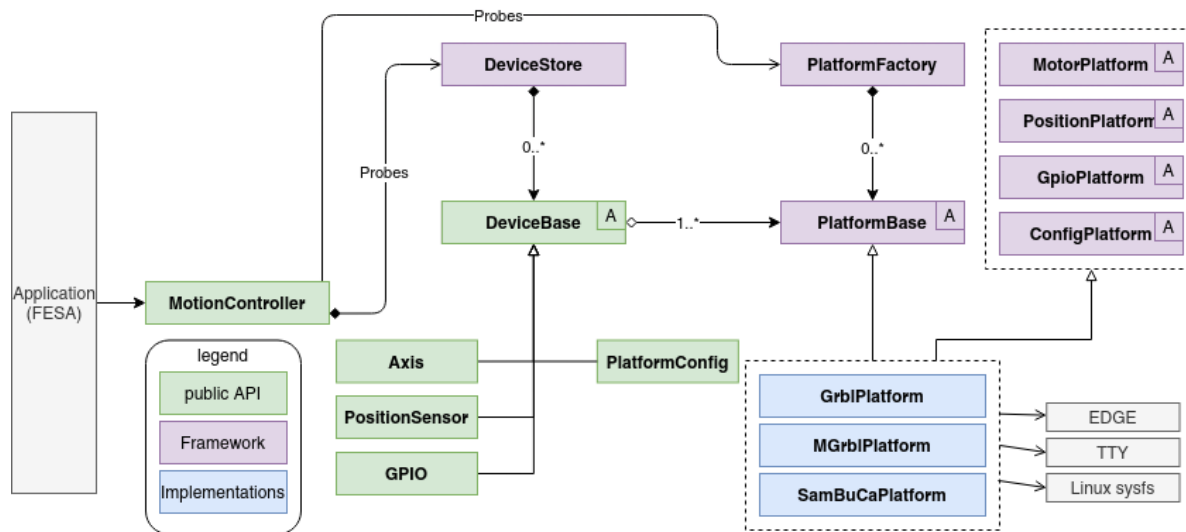 Probes
DeviceStore
PlatformFactory
MotorPlatform
A
PositionPlatform
A
GpioPlatform
A
ConfigPlatform
A
0..*
0..*
Probes
DeviceBase
A
1..*
PlatformBase
A
Application
(FESA)
MotionController
legend
public API
Framework
Implementations
Axis
PlatformConfig
PositionSensor
GPIO
GrblPlatform
MGrblPlatform
SamBuCaPlatform
EDGE
TTY
Linux sysfs